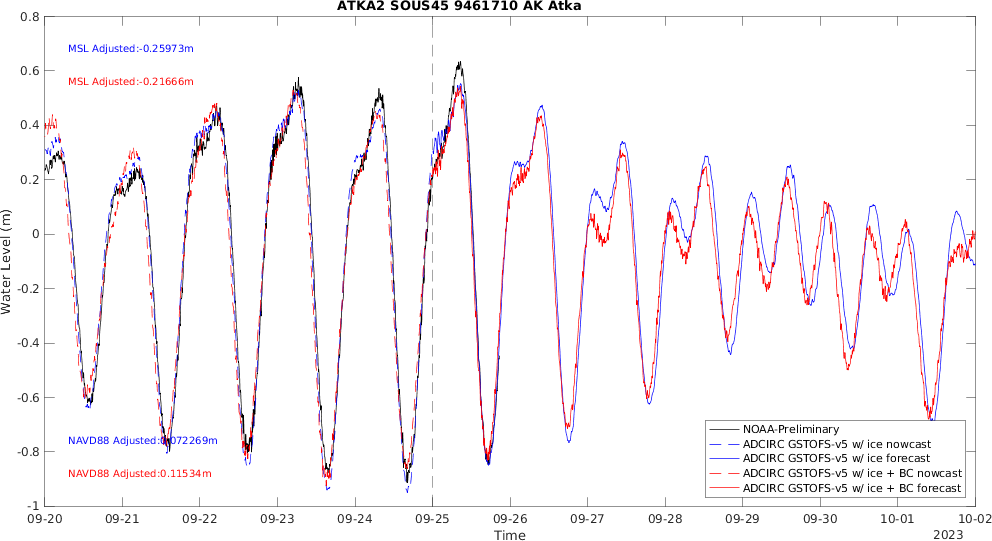 ATKA2 SOUS45 9461710 AK Atka
MSL Adjusted:-0.25973m
MSL Adjusted:-0.21666m
NAVD88 Adjusted:0.072269m
NAVD88 Adjusted:0.11534m
Water Level (m)
0.8
0.6
0.4
0.2
0
-0.2
-0.4
-0.6
-0.8
-1
NOAA-Preliminary
ADCIRC GSTOFS-v5 w/ ice nowcast
ADCIRC GSTOFS-v5 w/ ice forecast
ADCIRC GSTOFS-v5 w/ ice + BC nowcast
ADCIRC GSTOFS-v5 w/ ice + BC forecast
09-20 09-21 09-22 09-23 09-24 09-25 09-26 09-27 09-28 09-29 09-30 10-01 10-02
Time
2023